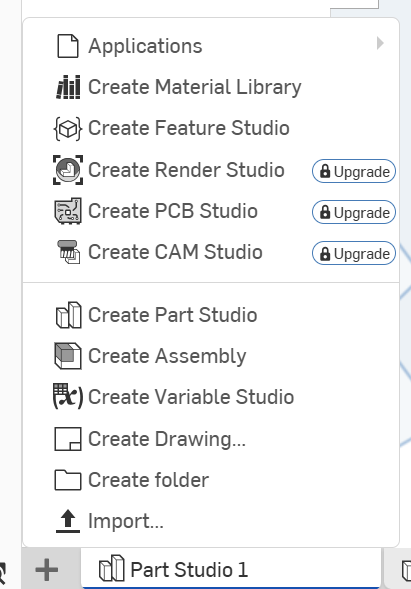 Applications
Create Material Library
Create Feature Studio
Create Render Studio Upgrade
Create PCB Studio Upgrade
Create CAM Studio Upgrade
Create Part Studio
Create Assembly
Create Variable Studio
Create Drawing...
Create folder
Import...
Part Studio 1